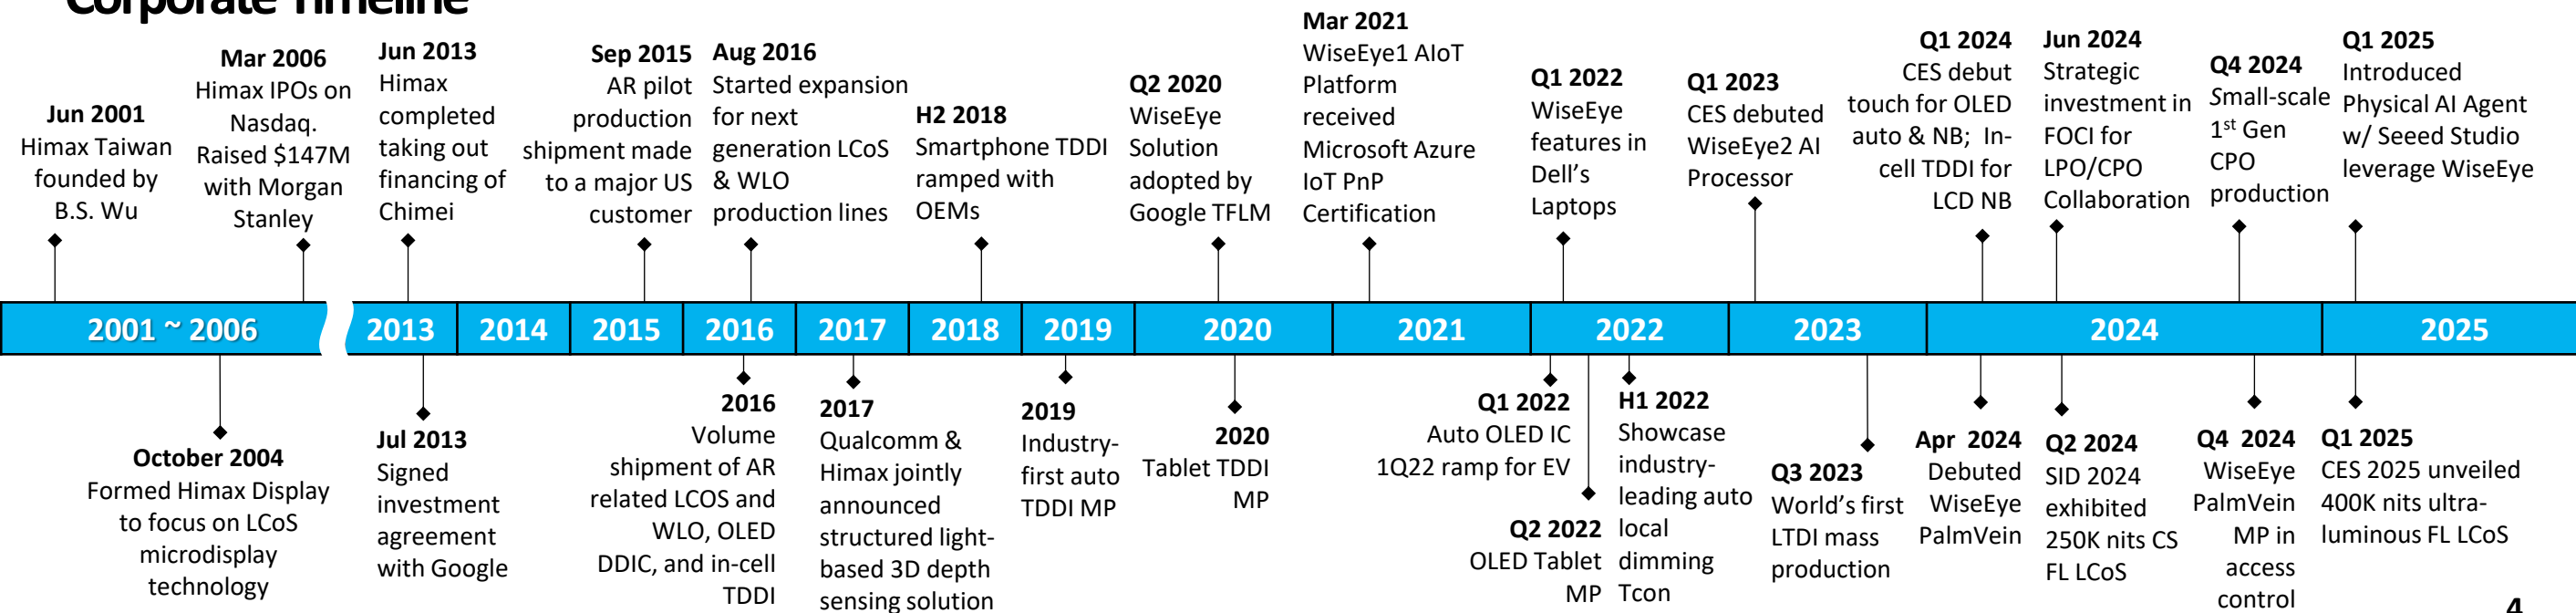 Corporate Timeline
Jun 2001
Himax Taiwan
founded by
B.S. Wu
Mar 2006
Himax IPOs on
Nasdaq.
Raised $147M
with Morgan
Stanley
Jun 2013
Himax
completed
taking out
financing of
Chimei
Sep 2015
AR pilot
production
shipment made
to a major US
customer
Aug 2016
Started expansion
for next
generation LCoS
& WLO
production lines
H2 2018
Smartphone TDDI
ramped with
OEMs
Q2 2020
WiseEye
Solution
adopted by
Google TFLM
Mar 2021
WiseEye1 AIoT
Platform
received
Microsoft Azure
IoT PnP
Certification
Q1 2022
WiseEye
features in
Dell’s
Laptops
Q1 2023
CES debuted
WiseEye2 AI
Processor
Q1 2024
CES debut
touch for OLED
auto & NB; In-
cell TDDI for
LCD NB
Jun 2024
Strategic
investment in
FOCI for
LPO/CPO
Collaboration
Q4 2024
Small-scale
1st Gen
CPO
production
Q1 2025
Introduced
Physical AI Agent
w/ Seeed Studio
leverage WiseEye
2001 ~ 2006
2013
2014
2015
2016
2017
2018
2019
2020
2021
2022
2023
2024
2025
October 2004
Formed Himax Display
to focus on LCoS
microdisplay
technology
Jul 2013
Signed
investment
agreement
with Google
2016
Volume
shipment of AR
related LCOS and
WLO, OLED
DDIC, and in-cell
TDDI
2017
Qualcomm &
Himax jointly
announced
structured light-
based 3D depth
sensing solution
2019
Industry-
first auto
TDDI MP
2020
Tablet TDDI
MP
Q1 2022
Auto OLED IC
1Q22 ramp for EV
Q2 2022
OLED Tablet
MP
H1 2022
Showcase
industry-
leading auto
local
dimming
Tcon
Q3 2023
World’s first
LTDI mass
production
Apr 2024
Debuted
WiseEye
PalmVein
Q2 2024
SID 2024
exhibited
250K nits CS
FL LCoS
Q4 2024
WiseEye
PalmVein
MP in
access
control
Q1 2025
CES 2025 unveiled
400K nits ultra-
luminous FL LCoS
4